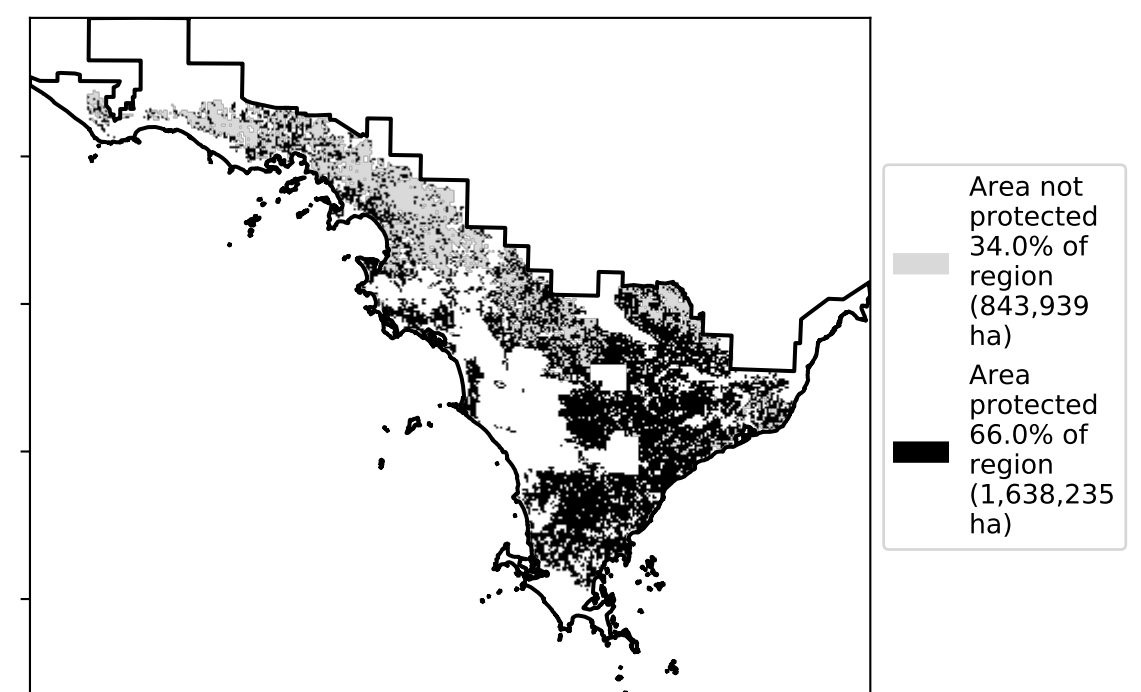 Area not
protected
34.0% of
region
(843,939
ha)
Area
protected
66.0% of
region
(1,638,235
ha)